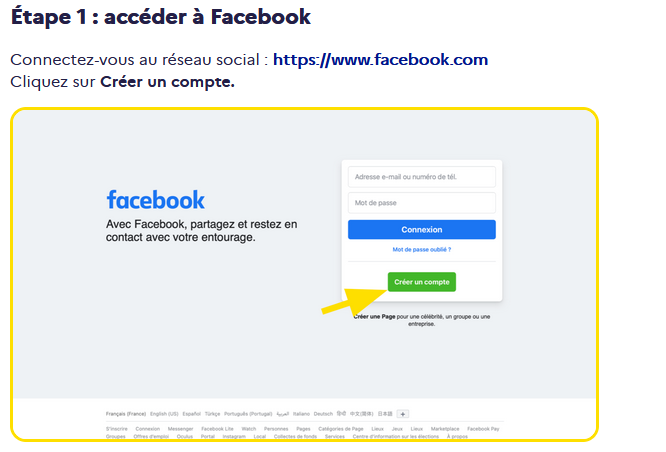 Étape 1 : accéder à Facebook
Connectez-vous au réseau social : https://www.facebook.com
Cliquez sur Créer un compte.
Adresse e-mail ou numéro de tél.
facebook
Mot de passe
Avec Facebook, partagez et restez en
contact avec votre entourage.
Connexion
Mot de passe oublié ?
Créer un compte
Créer une Page pour une célébrité, un groupe ou une
entreprise.
Français (France) English (US) Español Türkçe Português (Portugal) العربية Italiano Deutsch हिन्दी 中文(简体) 日本語 +
S'inscrire Connexion Messenger Facebook Lite Watch Personnes Pages Catégories de Page Lieux Jeux Lieux Marketplace Facebook Pay
Groupes Offres d'emploi Oculus Portal Instagram Local Collectes de fonds Services Centre d'information sur les élections À propos